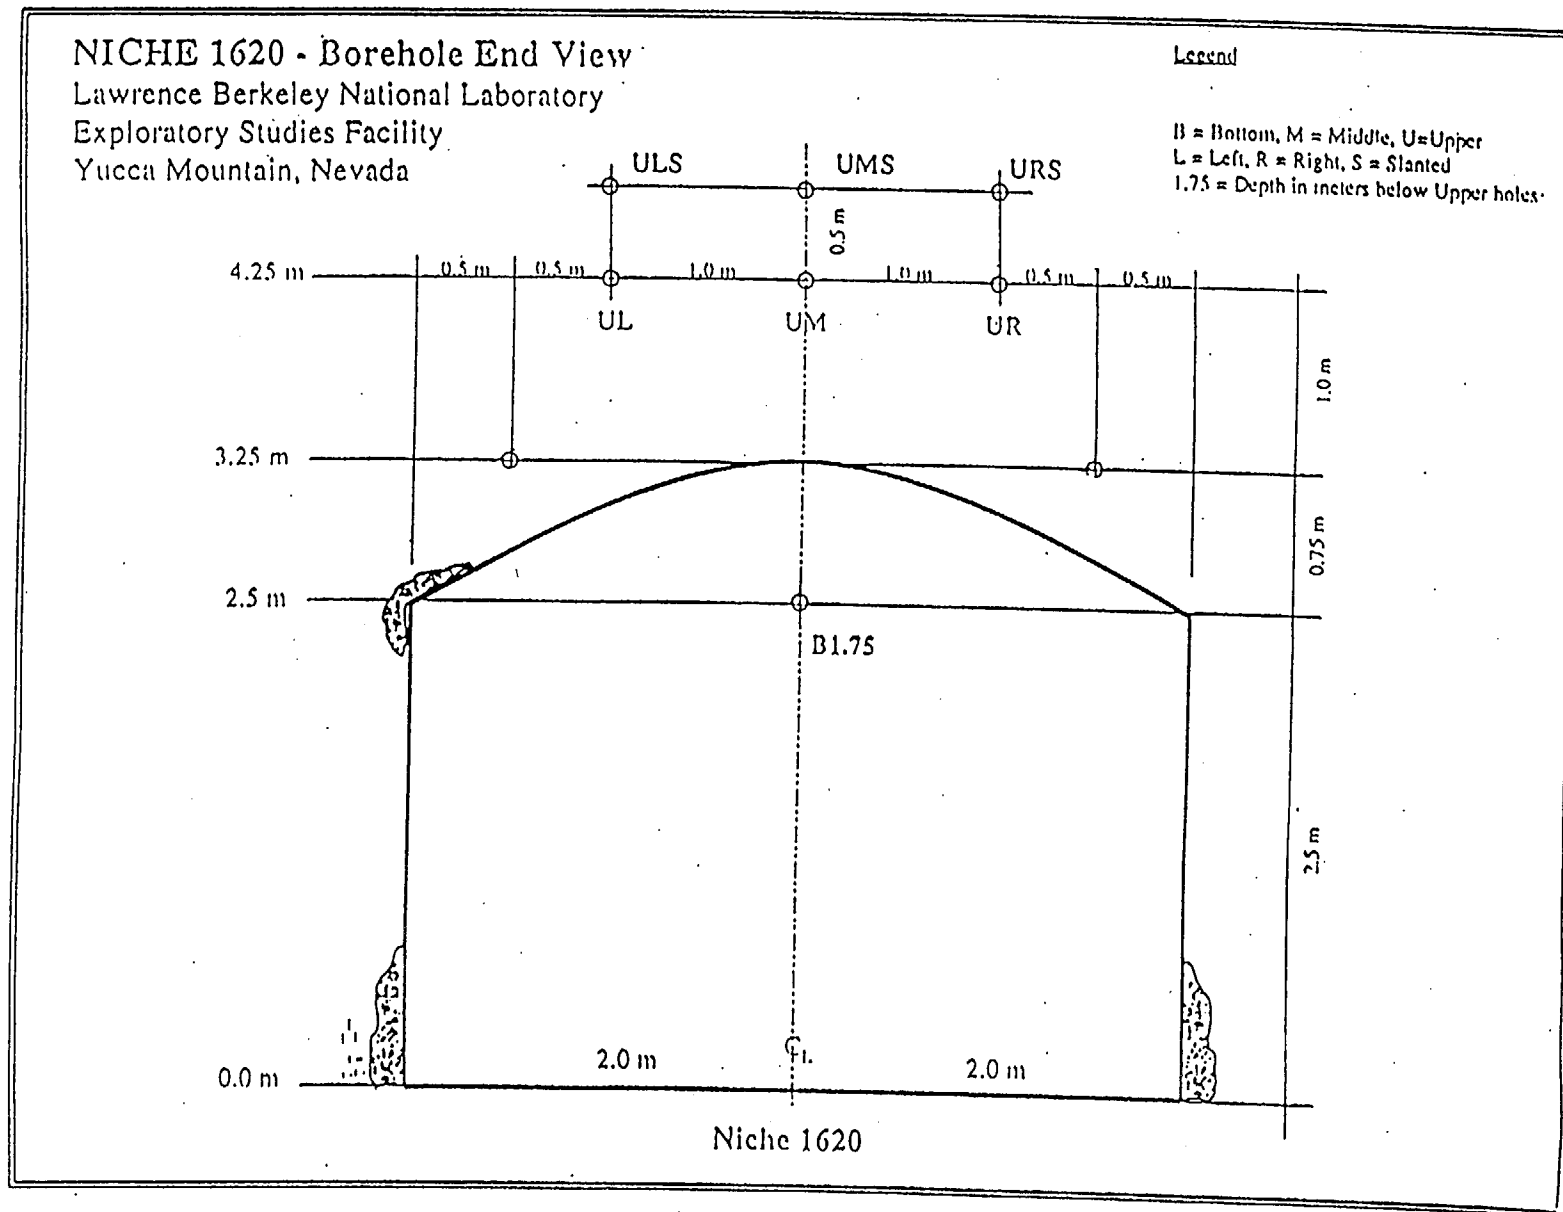 NICHE 1620 - Borehole End View
Lawrence Berkeley National Laboratory
Exploratory Studies Facility
Yucca Mountain, Nevada
Legend
B = Bottom, M = Middle, U=Upper
L = Left, R = Right, S = Slanted
1.75 = Depth in meters below Upper holes
ULS UMS URS
0.5 m
4.25 m 0.5 m 0.5 m 1.0 m 1.0 m 0.5 m 0.5 m
UL UM UR
1.0 m
3.25 m
0.75 m
2.5 m
B1.75
2.5 m
CL
0.0 m 2.0 m 2.0 m
Niche 1620